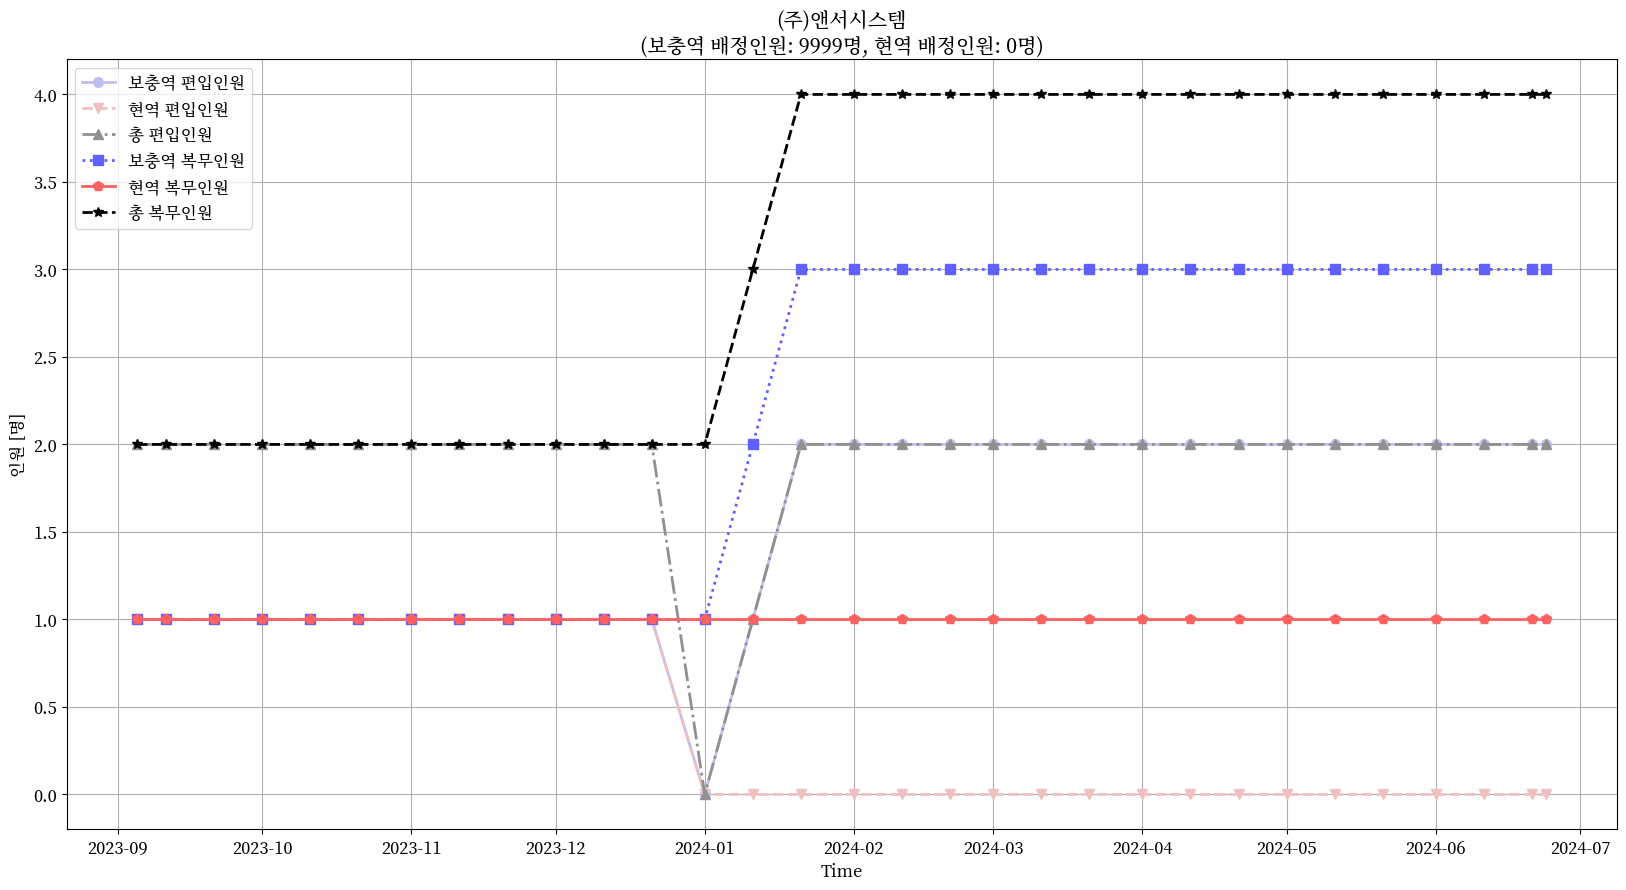 (주)앤서시스템
(보충역 배정인원: 9999명, 현역 배정인원: 0명)
보충역 편입인원
현역 편입인원
총 편입인원
보충역 복무인원
현역 복무인원
총 복무인원
4.0
3.5
3.0
2.5
2.0
1.5
1.0
0.5
0.0
인원 [명]
2023-09 2023-10 2023-11 2023-12 2024-01 2024-02 2024-03 2024-04 2024-05 2024-06 2024-07
Time